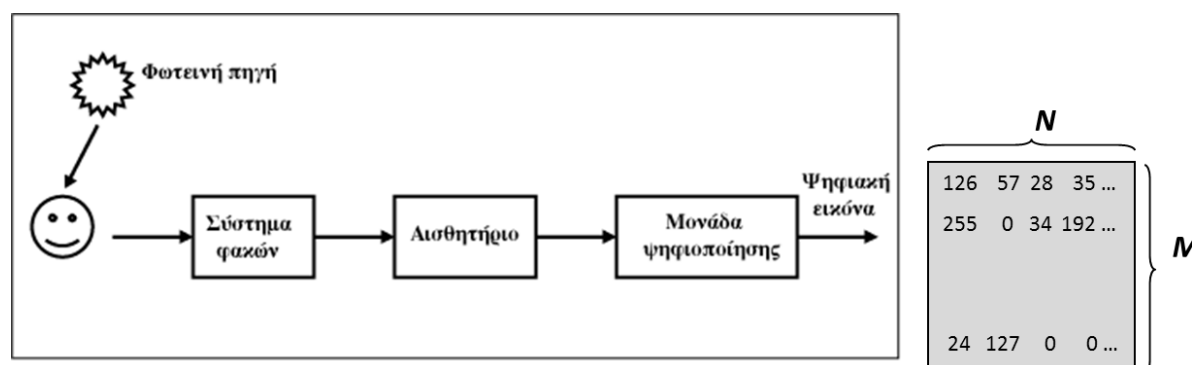 Φωτεινή πηγή
Σύστημα
φακών
Αισθητήριο
Μονάδα
ψηφιοποίησης
Ψηφιακή
εικόνα
N
126 57 28 35 ...
255 0 34 192 ...
24 127 0 0 ...
M